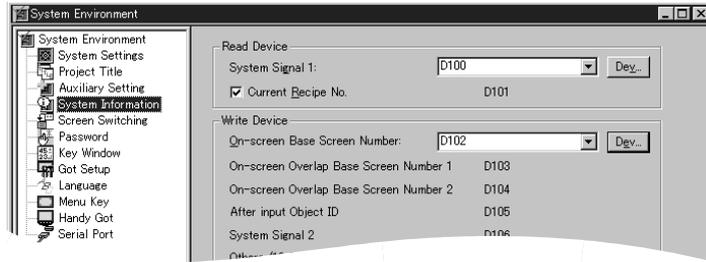 System Environment
System Environment
System Settings
Project Title
Auxiliary Setting
System Information
Screen Switching
Password
Key Window
Got Setup
Language
Menu Key
Handy Got
Serial Port
Read Device
System Signal 1: D100 Dev...
Current Recipe No. D101
Write Device
On-screen Base Screen Number: D102 Dev...
On-screen Overlap Base Screen Number 1 D103
On-screen Overlap Base Screen Number 2 D104
After input Object ID D105
System Signal 2 D106
Others